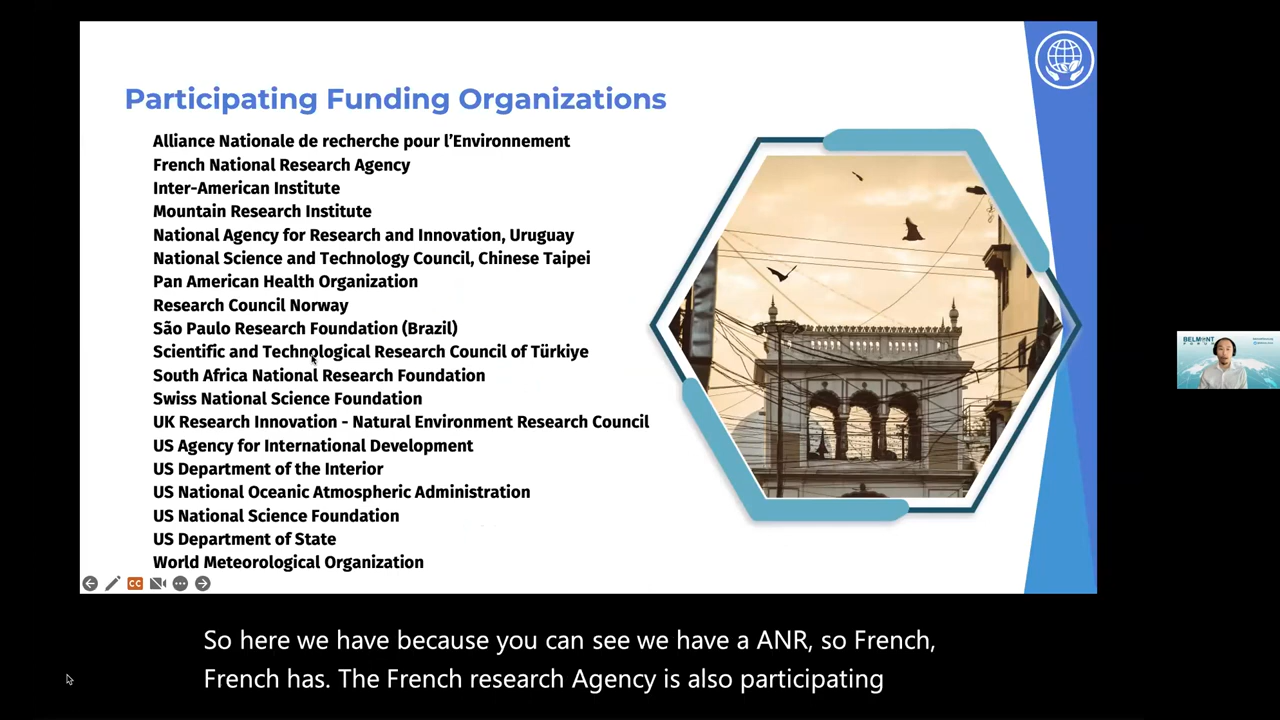 Participating Funding Organizations
Alliance Nationale de recherche pour l’Environnement
French National Research Agency
Inter-American Institute
Mountain Research Institute
National Agency for Research and Innovation, Uruguay
National Science and Technology Council, Chinese Taipei
Pan American Health Organization
Research Council Norway
São Paulo Research Foundation (Brazil)
Scientific and Technological Research Council of Türkiye
South Africa National Research Foundation
Swiss National Science Foundation
UK Research Innovation - Natural Environment Research Council
US Agency for International Development
US Department of the Interior
US National Oceanic Atmospheric Administration
US National Science Foundation
US Department of State
World Meteorological Organization
CC
BELMONT
FORUM
So here we have because you can see we have a ANR, so French,
French has. The French research Agency is also participating